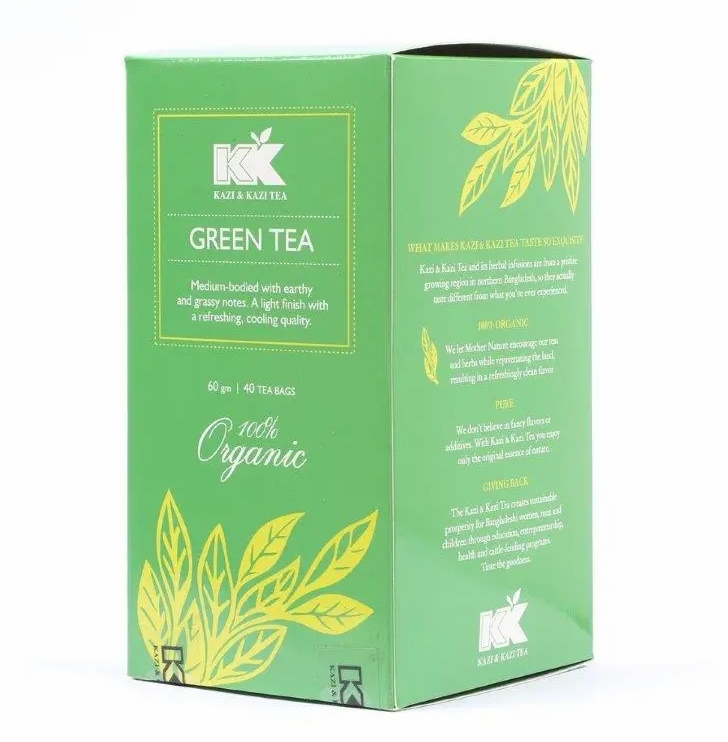 KK
KAZI & KAZI TEA
GREEN TEA
Medium-bodied with earthy
and grassy notes. A light finish with
a refreshing, cooling quality.
60 gm | 40 TEA BAGS
100%
Organic
KAZI &
KAZI &
WHAT MAKES KAZI & KAZI TEA TASTE SO EXQUISITE
Kazi & Kazi Tea and its herbal infusions are from a pristine
growing region in northern Bangladesh, so they actually
taste different from what you've ever experienced.
100% ORGANIC
We let Mother Nature encourage our teas
and herbs while rejuvenating the land,
resulting in a refreshingly clean flavor.
PURE
We don't believe in fancy flavors or
additives. With Kazi & Kazi Tea you enjoy
only the original essence of nature.
GIVING BACK
The Kazi & Kazi Tea creates sustainable
prosperity for Bangladeshi women, men and
children through education, entrepreneurship,
health and cattle-lending programs.
Taste the goodness.
KK
KAZI & KAZI TEA